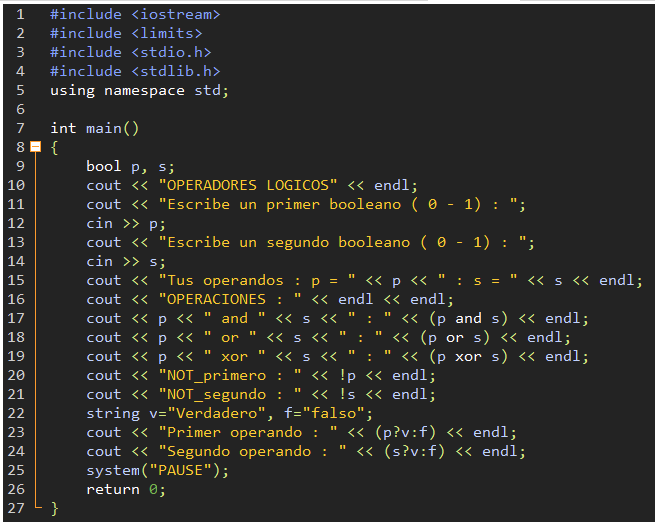 1 #include <iostream>
2 #include <limits>
3 #include <stdio.h>
4 #include <stdlib.h>
5 using namespace std;
6
7 int main()
8 {
9 bool p, s;
10 cout << "OPERADORES LOGICOS" << endl;
11 cout << "Escribe un primer booleano ( 0 - 1) : ";
12 cin >> p;
13 cout << "Escribe un segundo booleano ( 0 - 1) : ";
14 cin >> s;
15 cout << "Tus operandos : p = " << p << " : s = " << s << endl;
16 cout << "OPERACIONES : " << endl << endl;
17 cout << p << " and " << s << " : " << (p and s) << endl;
18 cout << p << " or " << s << " : " << (p or s) << endl;
19 cout << p << " xor " << s << " : " << (p xor s) << endl;
20 cout << "NOT_primero : " << !p << endl;
21 cout << "NOT_segundo : " << !s << endl;
22 string v="Verdadero", f="falso";
23 cout << "Primer operando : " << (p?v:f) << endl;
24 cout << "Segundo operando : " << (s?v:f) << endl;
25 system("PAUSE");
26 return 0;
27 }